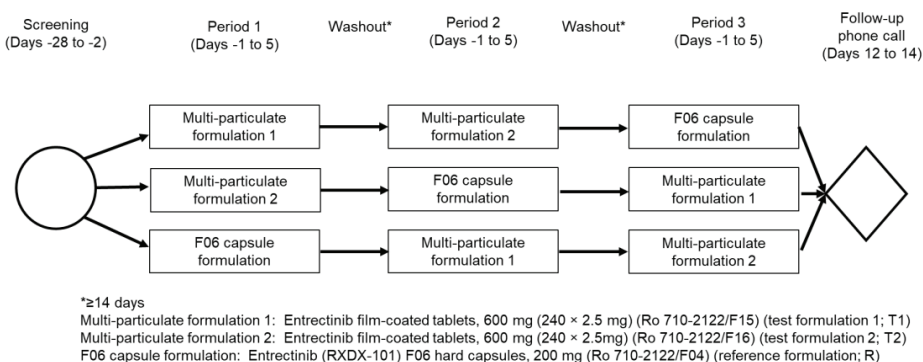 Screening
(Days -28 to -2)
Period 1
(Days -1 to 5)
Washout*
Period 2
(Days -1 to 5)
Washout*
Period 3
(Days -1 to 5)
Follow-up
phone call
(Days 12 to 14)
Multi-particulate
formulation 1
Multi-particulate
formulation 2
F06 capsule
formulation
Multi-particulate
formulation 2
F06 capsule
formulation
Multi-particulate
formulation 1
F06 capsule
formulation
Multi-particulate
formulation 1
Multi-particulate
formulation 2
*≥14 days
Multi-particulate formulation 1: Entrectinib film-coated tablets, 600 mg (240 × 2.5 mg) (Ro 710-2122/F15) (test formulation 1; T1)
Multi-particulate formulation 2: Entrectinib film-coated tablets, 600 mg (240 × 2.5 mg) (Ro 710-2122/F16) (test formulation 2; T2)
F06 capsule formulation: Entrectinib (RXDX-101) F06 hard capsules, 200 mg (Ro 710-2122/F04) (reference formulation; R)